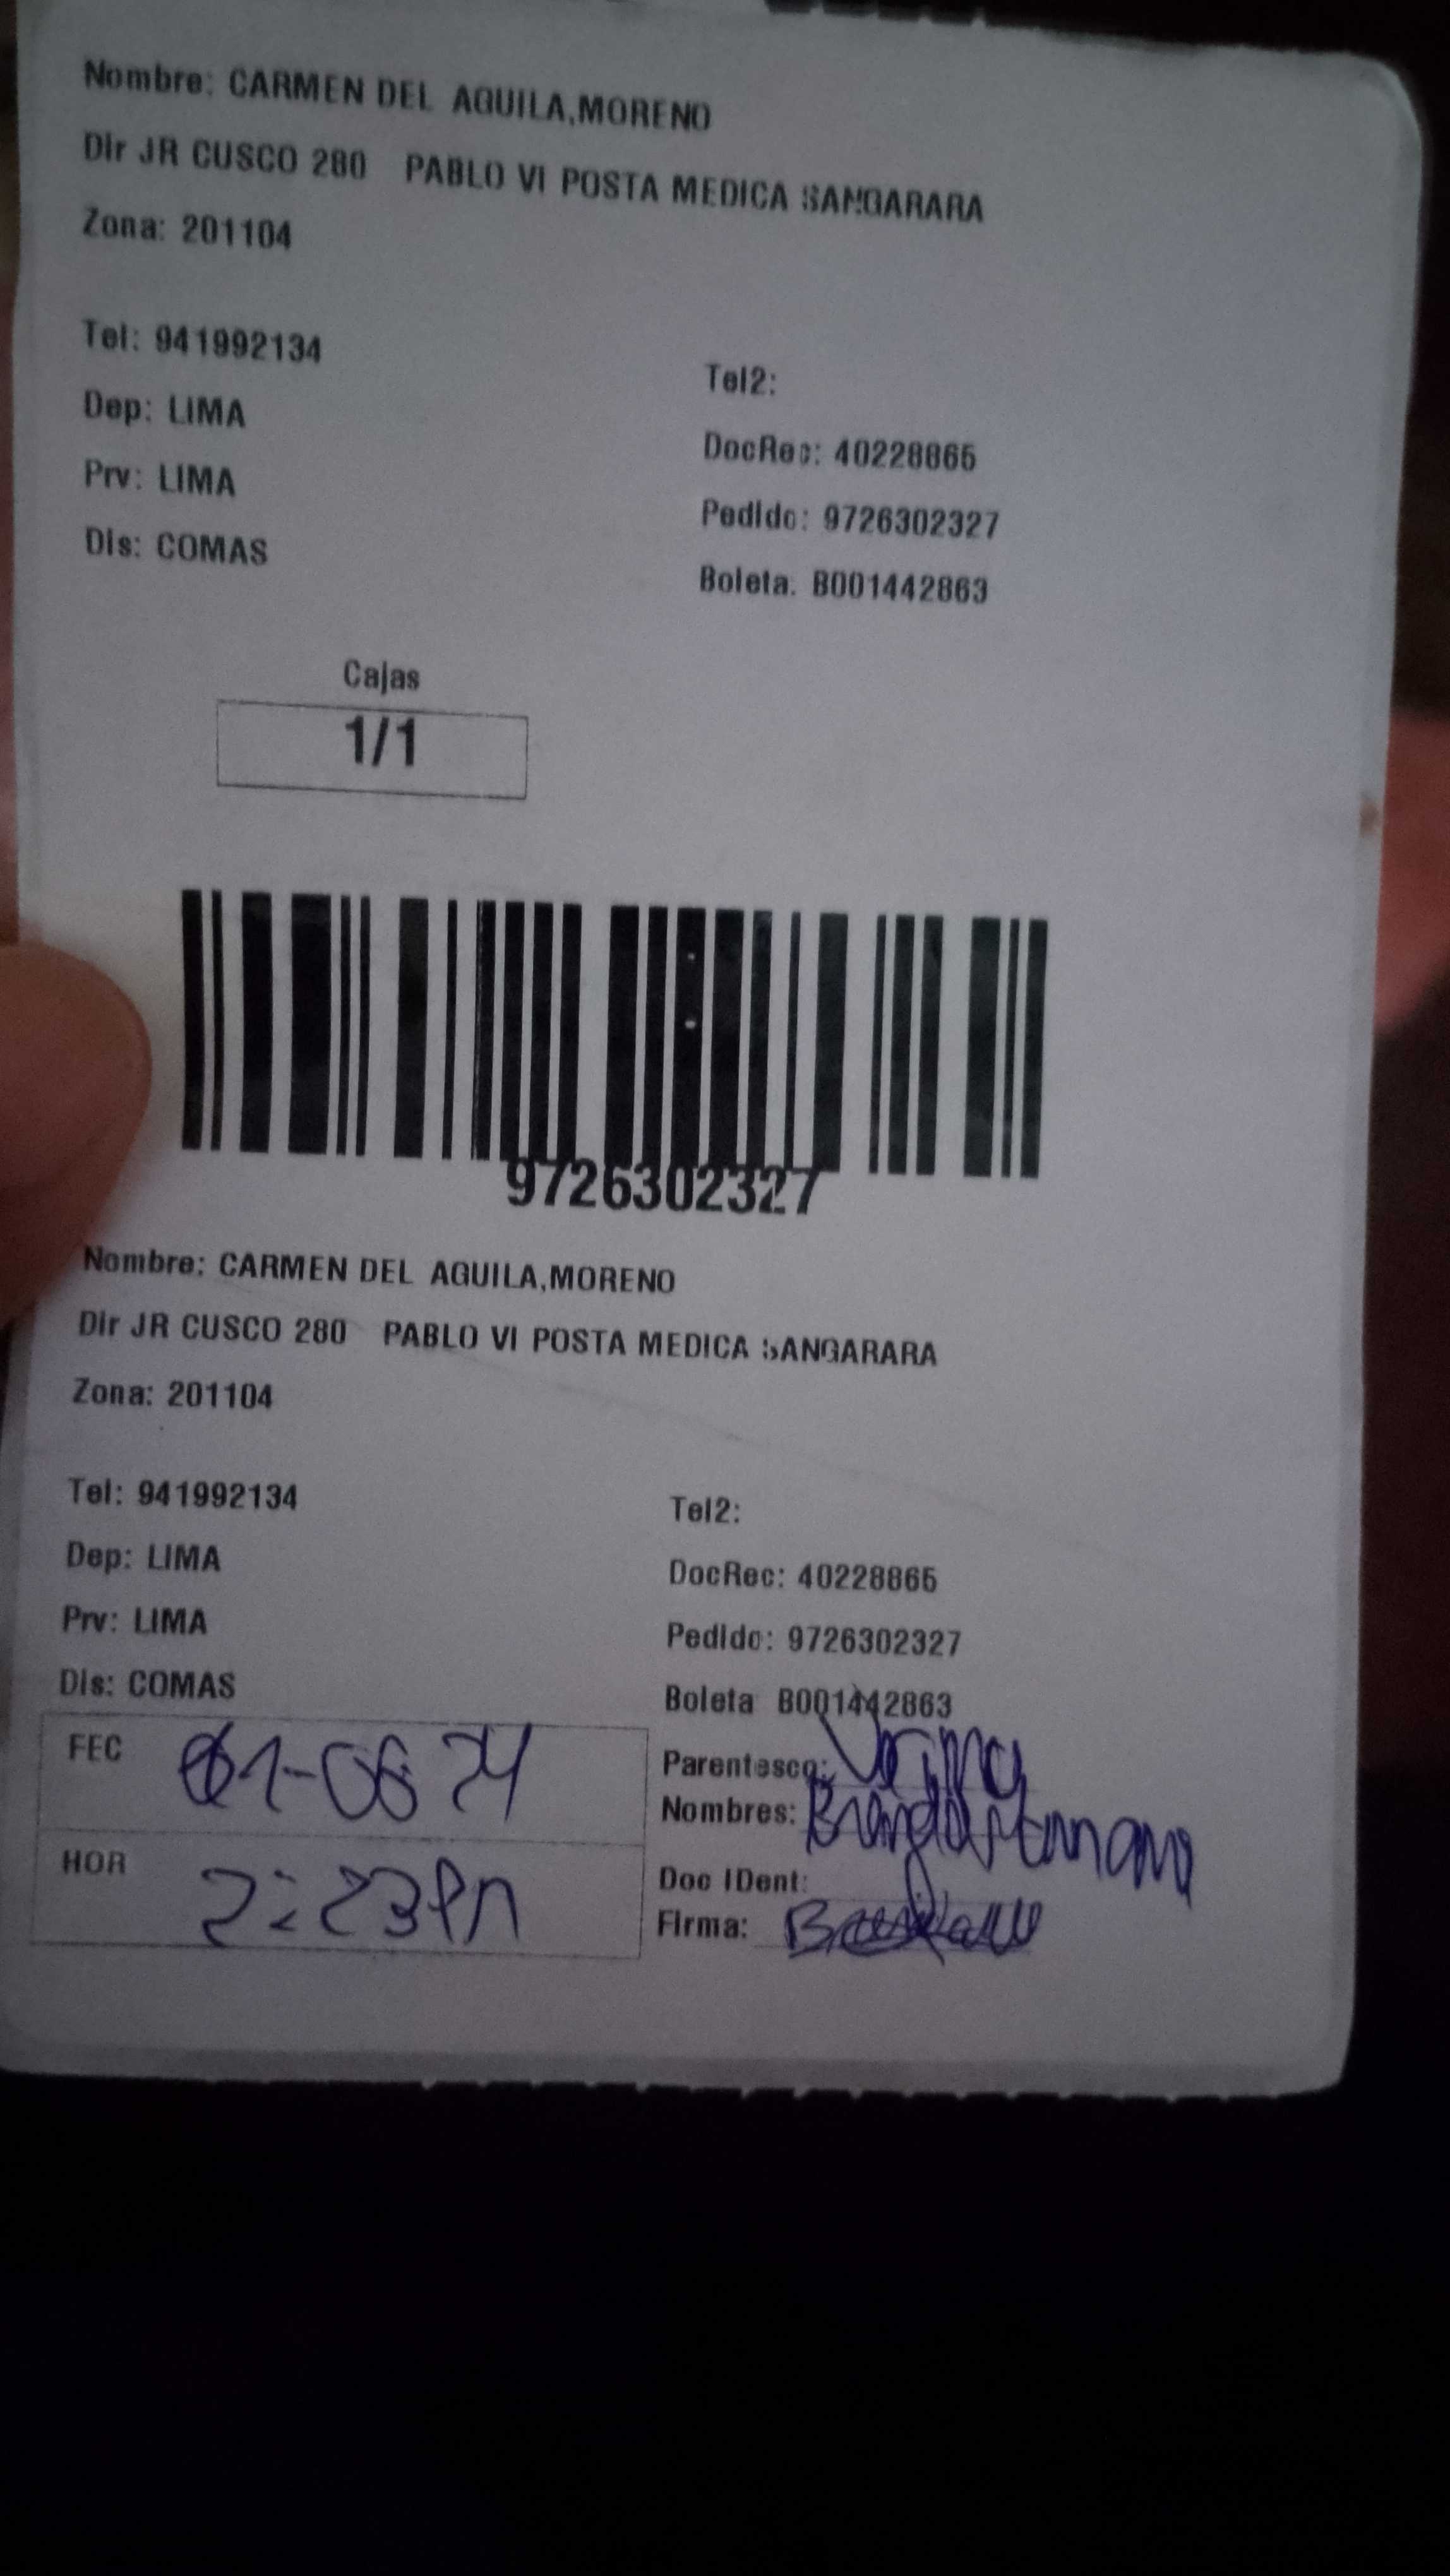 Nombre: CARMEN DEL AGUILA,MORENO
Dir JR CUSCO 280 PABLO VI POSTA MEDICA SANGARARA
Zona: 201104
Tel: 941992134
Tel2:
Dep: LIMA
DocRec: 40228865
Prv: LIMA
Pedido: 9726302327
Dis: COMAS
Boleta: B001442863
Cajas
1/1
9726302327
Nombre: CARMEN DEL AGUILA,MORENO
Dir JR CUSCO 280 PABLO VI POSTA MEDICA SANGARARA
Zona: 201104
Tel: 941992134
Tel2:
Dep: LIMA
DocRec: 40228865
Prv: LIMA
Pedido: 9726302327
Dis: COMAS
Boleta B001442863
FEC 01-06 24
Parentesco:
Nombres:
HOR 2:23Pm
Doc IDent:
Firma: